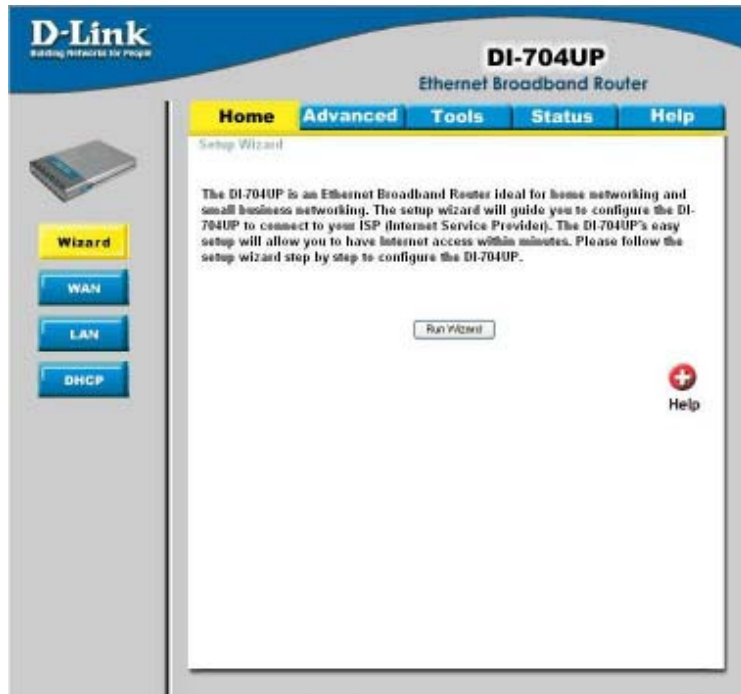 D-Link
Building Networks for People
DI-704UP
Ethernet Broadband Router
Home Advanced Tools Status Help
Setup Wizard
The DI-704UP is an Ethernet Broadband Router ideal for home networking and
small business networking. The setup wizard will guide you to configure the DI-
704UP to connect to your ISP (Internet Service Provider). The DI-704UP's easy
setup will allow you to have Internet access within minutes. Please follow the
setup wizard step by step to configure the DI-704UP.
Wizard
WAN
LAN
DHCP
Run Wizard
Help